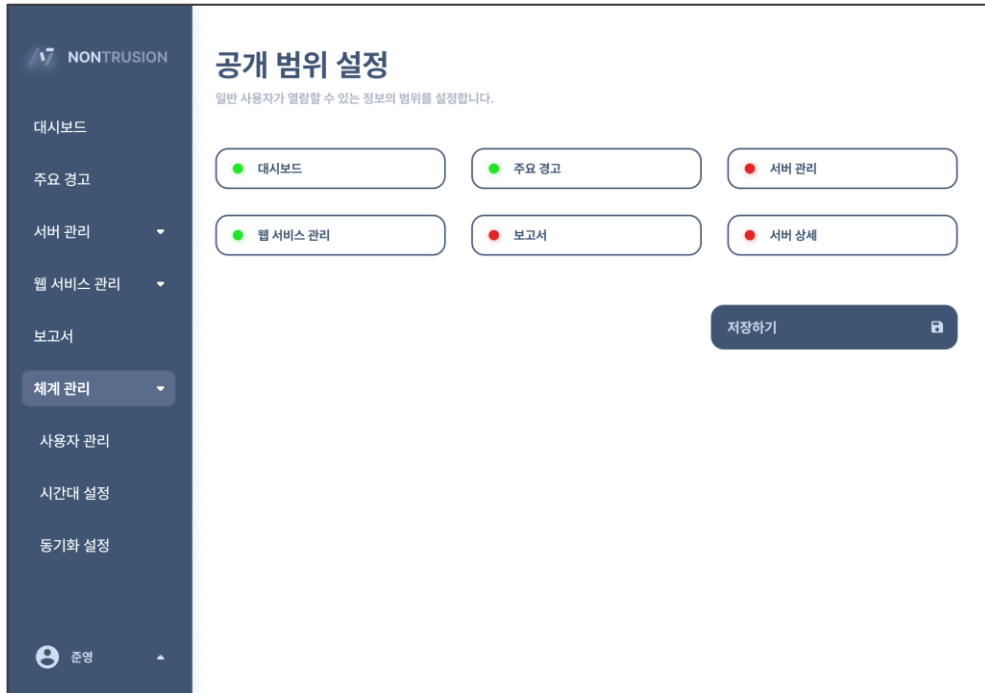 NONTRUSION
대시보드
주요 경고
서버 관리
웹 서비스 관리
보고서
체계 관리
사용자 관리
시간대 설정
동기화 설정
준영
공개 범위 설정
일반 사용자가 열람할 수 있는 정보의 범위를 설정합니다.
대시보드 주요 경고 서버 관리
웹 서비스 관리 보고서 서버 상세
저장하기